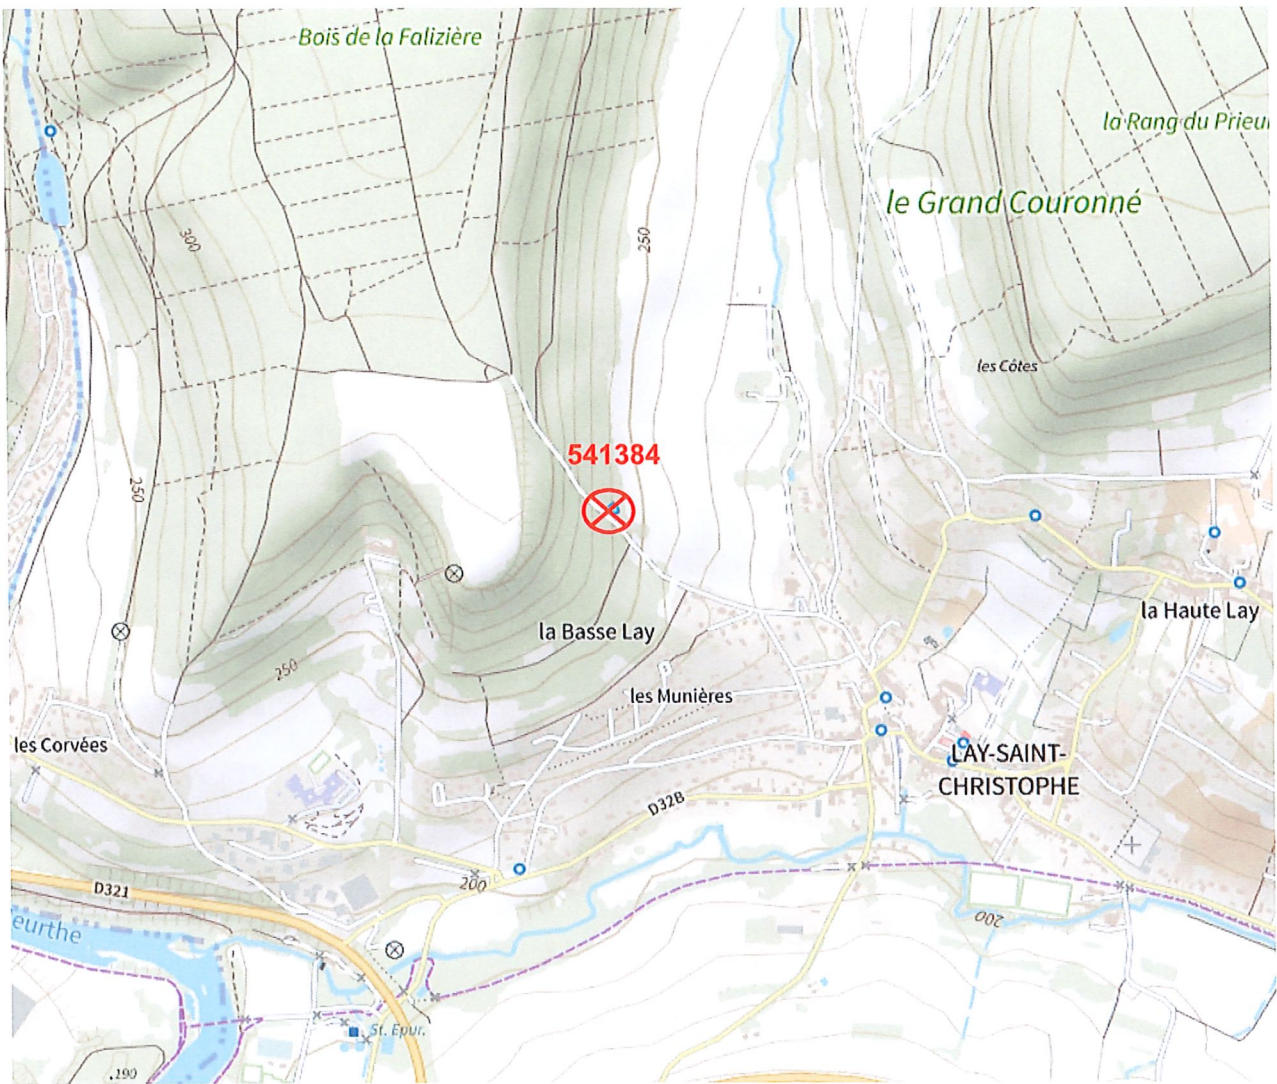 Bois de la Falizière
la Rang du Prieu
le Grand Couronné
300
250
les Côtes
541384
250
la Haute Lay
la Basse Lay
250
les Munières
les Corvées
LAY-SAINT-
CHRISTOPHE
D32B
200
D321
200
eurthe
St. Epur.
.190